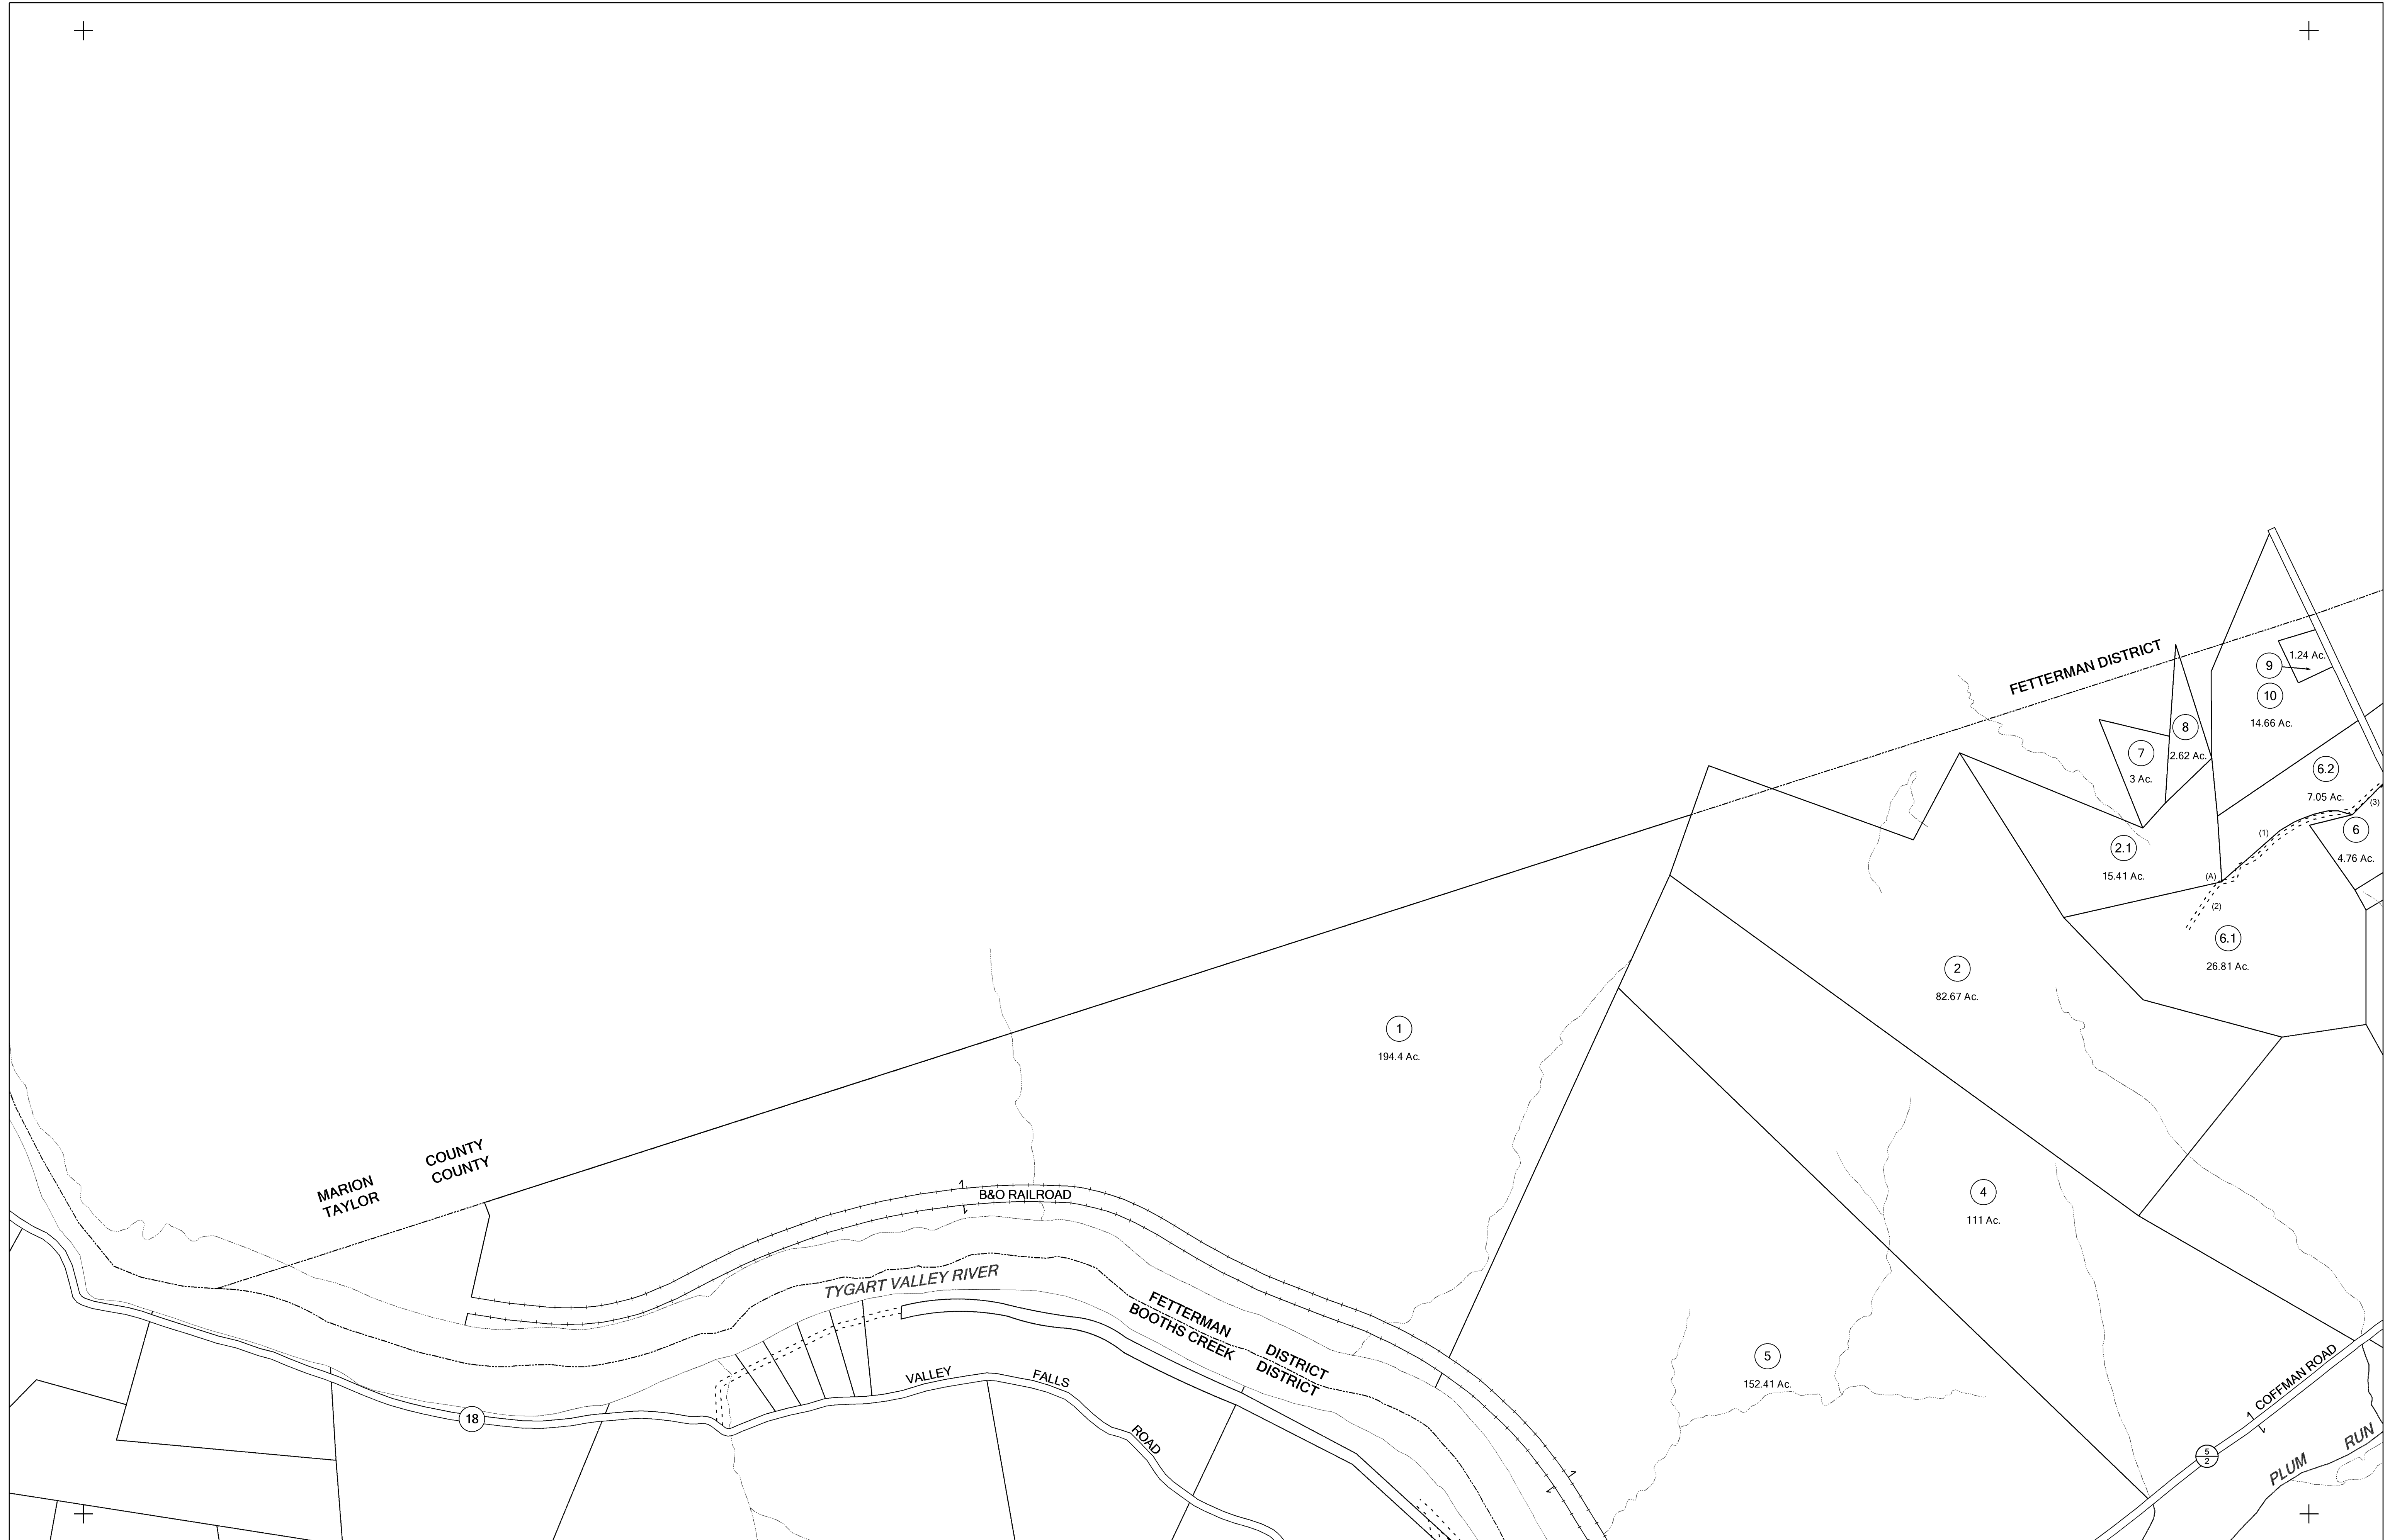 FETTERMAN DISTRICT
1.24 Ac.
9
10
14.66 Ac.
8
2.62 Ac.
7
3 Ac.
6.2
7.05 Ac.
(3)
(1)
6
4.76 Ac.
2.1
15.41 Ac.
(A)
(2)
6.1
26.81 Ac.
2
82.67 Ac.
1
194.4 Ac.
MARION COUNTY
TAYLOR COUNTY
B&O RAILROAD
4
111 Ac.
TYGART VALLEY RIVER
FETTERMAN DISTRICT
BOOTHS CREEK DISTRICT
5
152.41 Ac.
VALLEY FALLS ROAD
18
COFFMAN ROAD
5
2
PLUM RUN